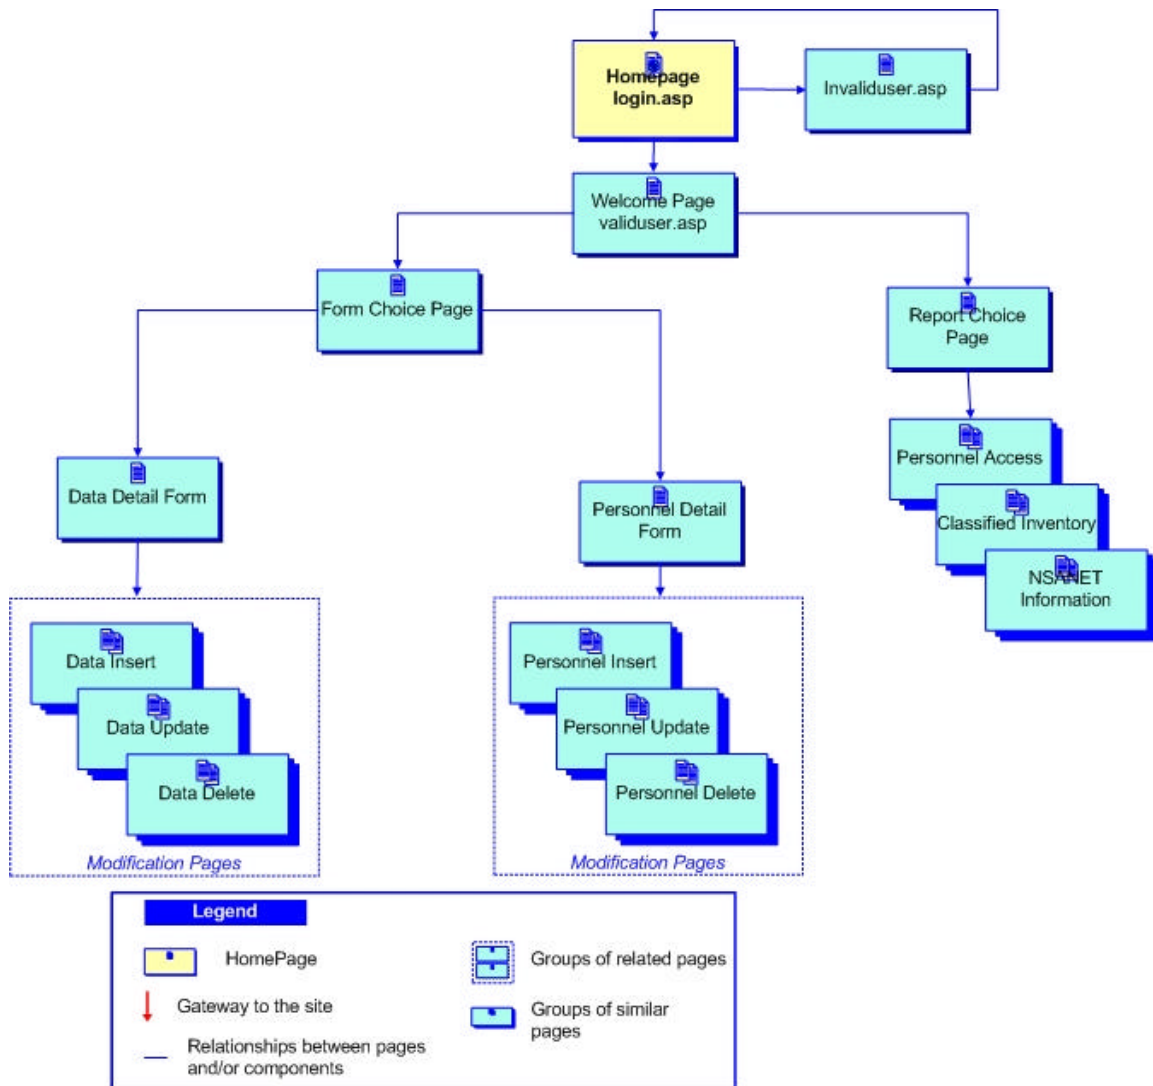 Homepage
login.asp
Invaliduser.asp
Welcome Page
validuser.asp
Form Choice Page
Report Choice
Page
Personnel Access
Classified Inventory
NSANET
Information
Data Detail Form
Personnel Detail
Form
Data Insert
Data Update
Data Delete
Modification Pages
Personnel Insert
Personnel Update
Personnel Delete
Modification Pages
Legend
HomePage
Gateway to the site
Relationships between pages
and/or components
Groups of related pages
Groups of similar
pages